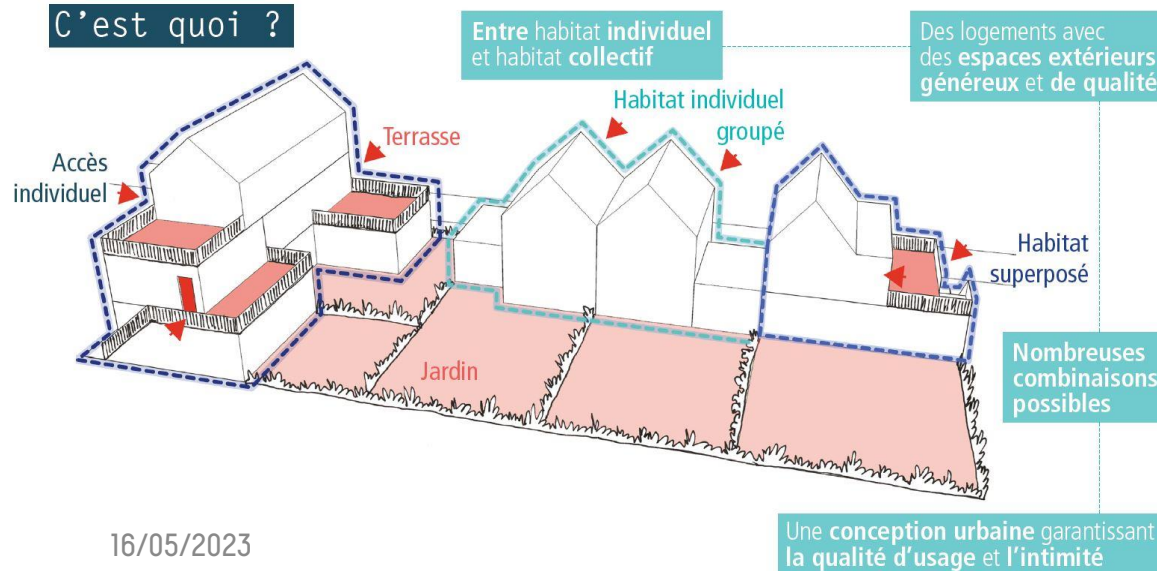 C'est quoi ?
Entre habitat individuel
et habitat collectif
Des logements avec
des espaces extérieurs
généreux et de qualité
Habitat individuel
groupé
Terrasse
Accès
individuel
Habitat
superposé
Jardin
Nombreuses
combinaisons
possibles
Une conception urbaine garantissant
la qualité d'usage et l'intimité
16/05/2023